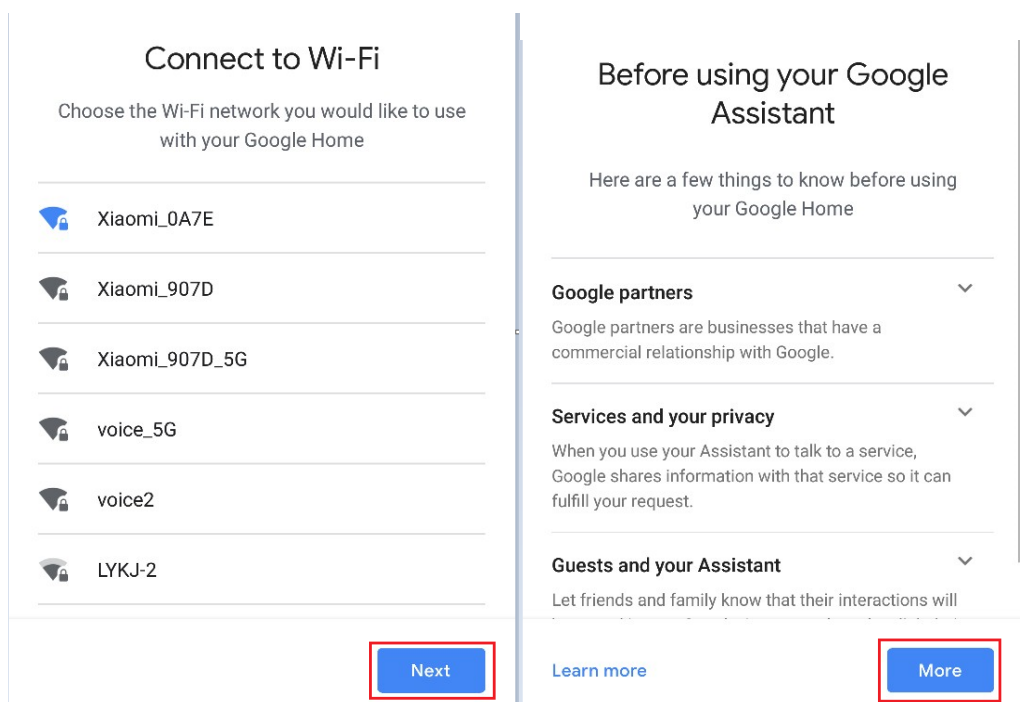 Connect to Wi-Fi
Choose the Wi-Fi network you would like to use
with your Google Home
Xiaomi_0A7E
Xiaomi_907D
Xiaomi_907D_5G
voice_5G
voice2
LYKJ-2
Next
Before using your Google
Assistant
Here are a few things to know before using
your Google Home
Google partners
Google partners are businesses that have a
commercial relationship with Google.
Services and your privacy
When you use your Assistant to talk to a service,
Google shares information with that service so it can
fulfill your request.
Guests and your Assistant
Let friends and family know that their interactions will
Learn more
More